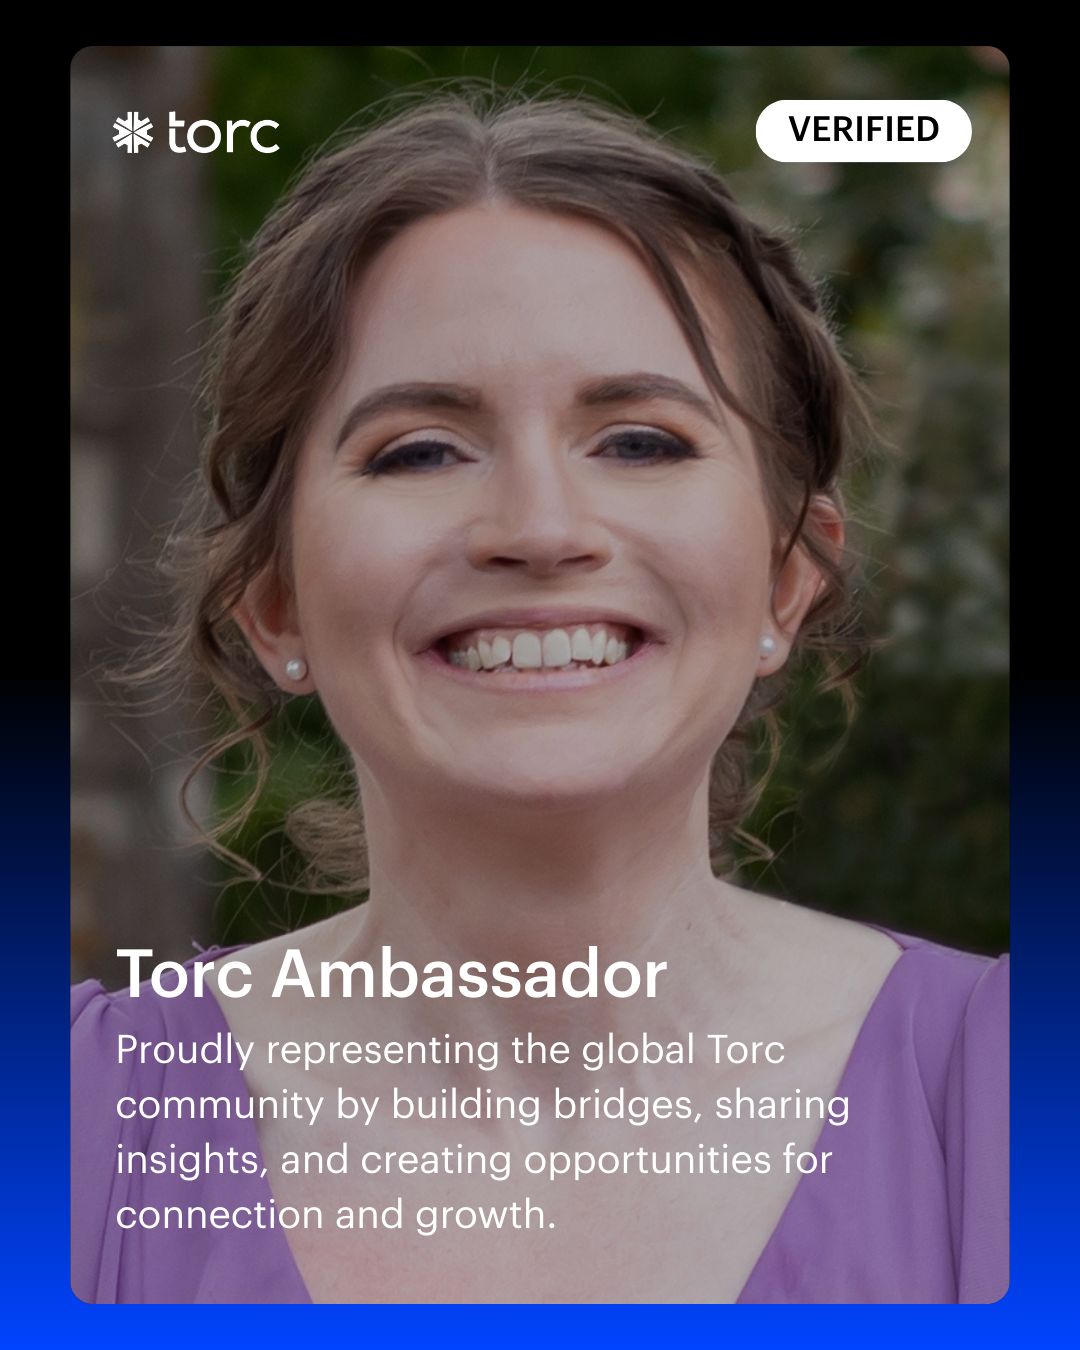 torc
VERIFIED
Torc Ambassador
Proudly representing the global Torc
community by building bridges, sharing
insights, and creating opportunities for
connection and growth.